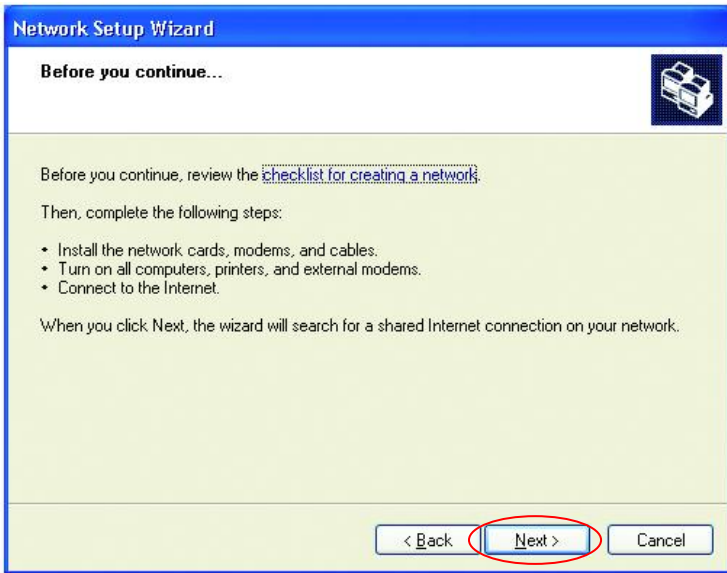 Network Setup Wizard
Before you continue...
Before you continue, review the checklist for creating a network.
Then, complete the following steps:
• Install the network cards, modems, and cables.
• Turn on all computers, printers, and external modems.
• Connect to the Internet.
When you click Next, the wizard will search for a shared Internet connection on your network.
< Back Next > Cancel